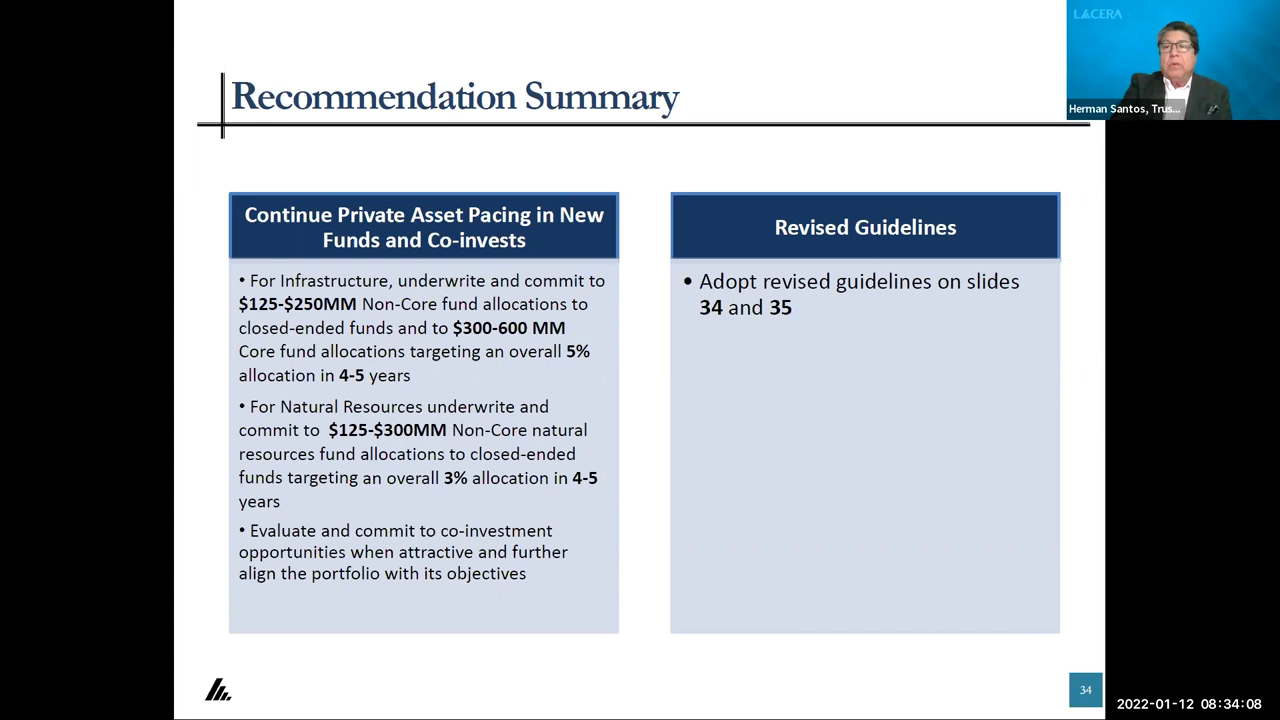 LACERA
Herman Santos, Trus...
Recommendation Summary
Continue Private Asset Pacing in New
Funds and Co-invests
• For Infrastructure, underwrite and commit to
$125-$250MM Non-Core fund allocations to
closed-ended funds and to $300-600 MM
Core fund allocations targeting an overall 5%
allocation in 4-5 years
• For Natural Resources underwrite and
commit to $125-$300MM Non-Core natural
resources fund allocations to closed-ended
funds targeting an overall 3% allocation in 4-5
years
• Evaluate and commit to co-investment
opportunities when attractive and further
align the portfolio with its objectives
Revised Guidelines
• Adopt revised guidelines on slides
34 and 35
34
2022-01-12 08:34:08